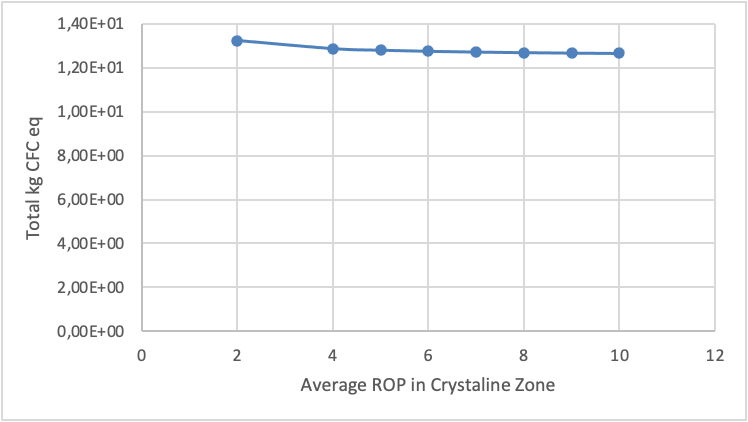 1,40E+01
1,20E+01
1,00E+01
8,00E+00
6,00E+00
4,00E+00
2,00E+00
0,00E+00
Total kg CFC eq
0 2 4 6 8 10 12
Average ROP in Crystaline Zone